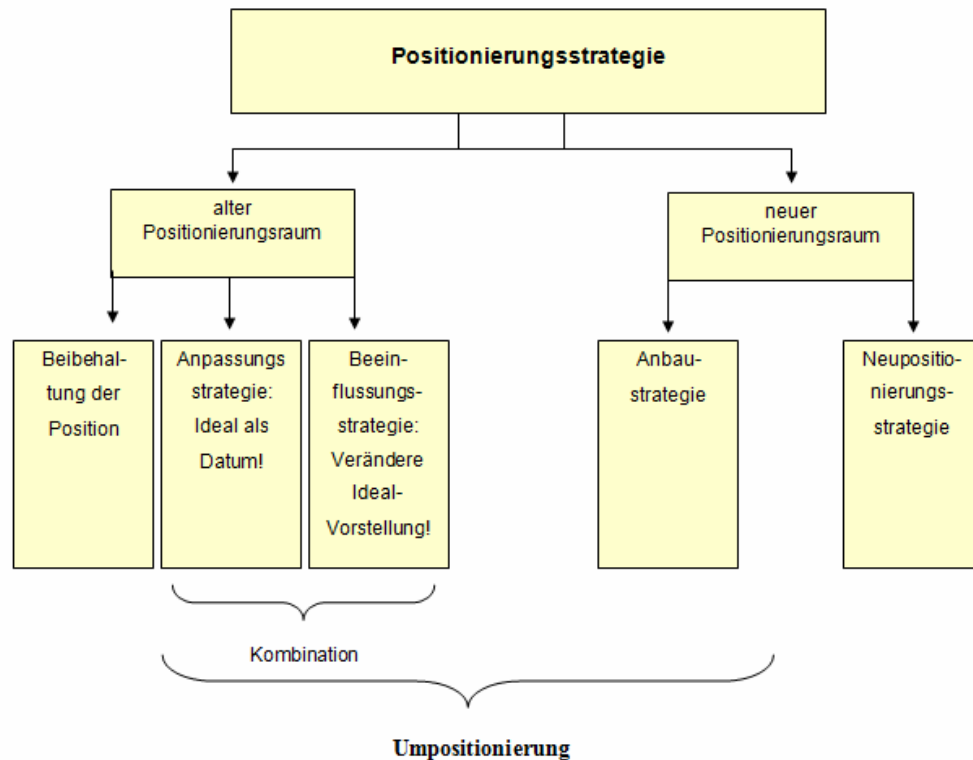 Positionierungsstrategie
alter
Positionierungsraum
neuer
Positionierungsraum
Beibehal-
tung der
Position
Anpassungs
strategie:
Ideal als
Datum!
Beein-
flussungs-
strategie:
Verändere
Ideal-
Vorstellung!
Anbau-
strategie
Neupositio-
nierungs-
strategie
Kombination
Umpositionierung